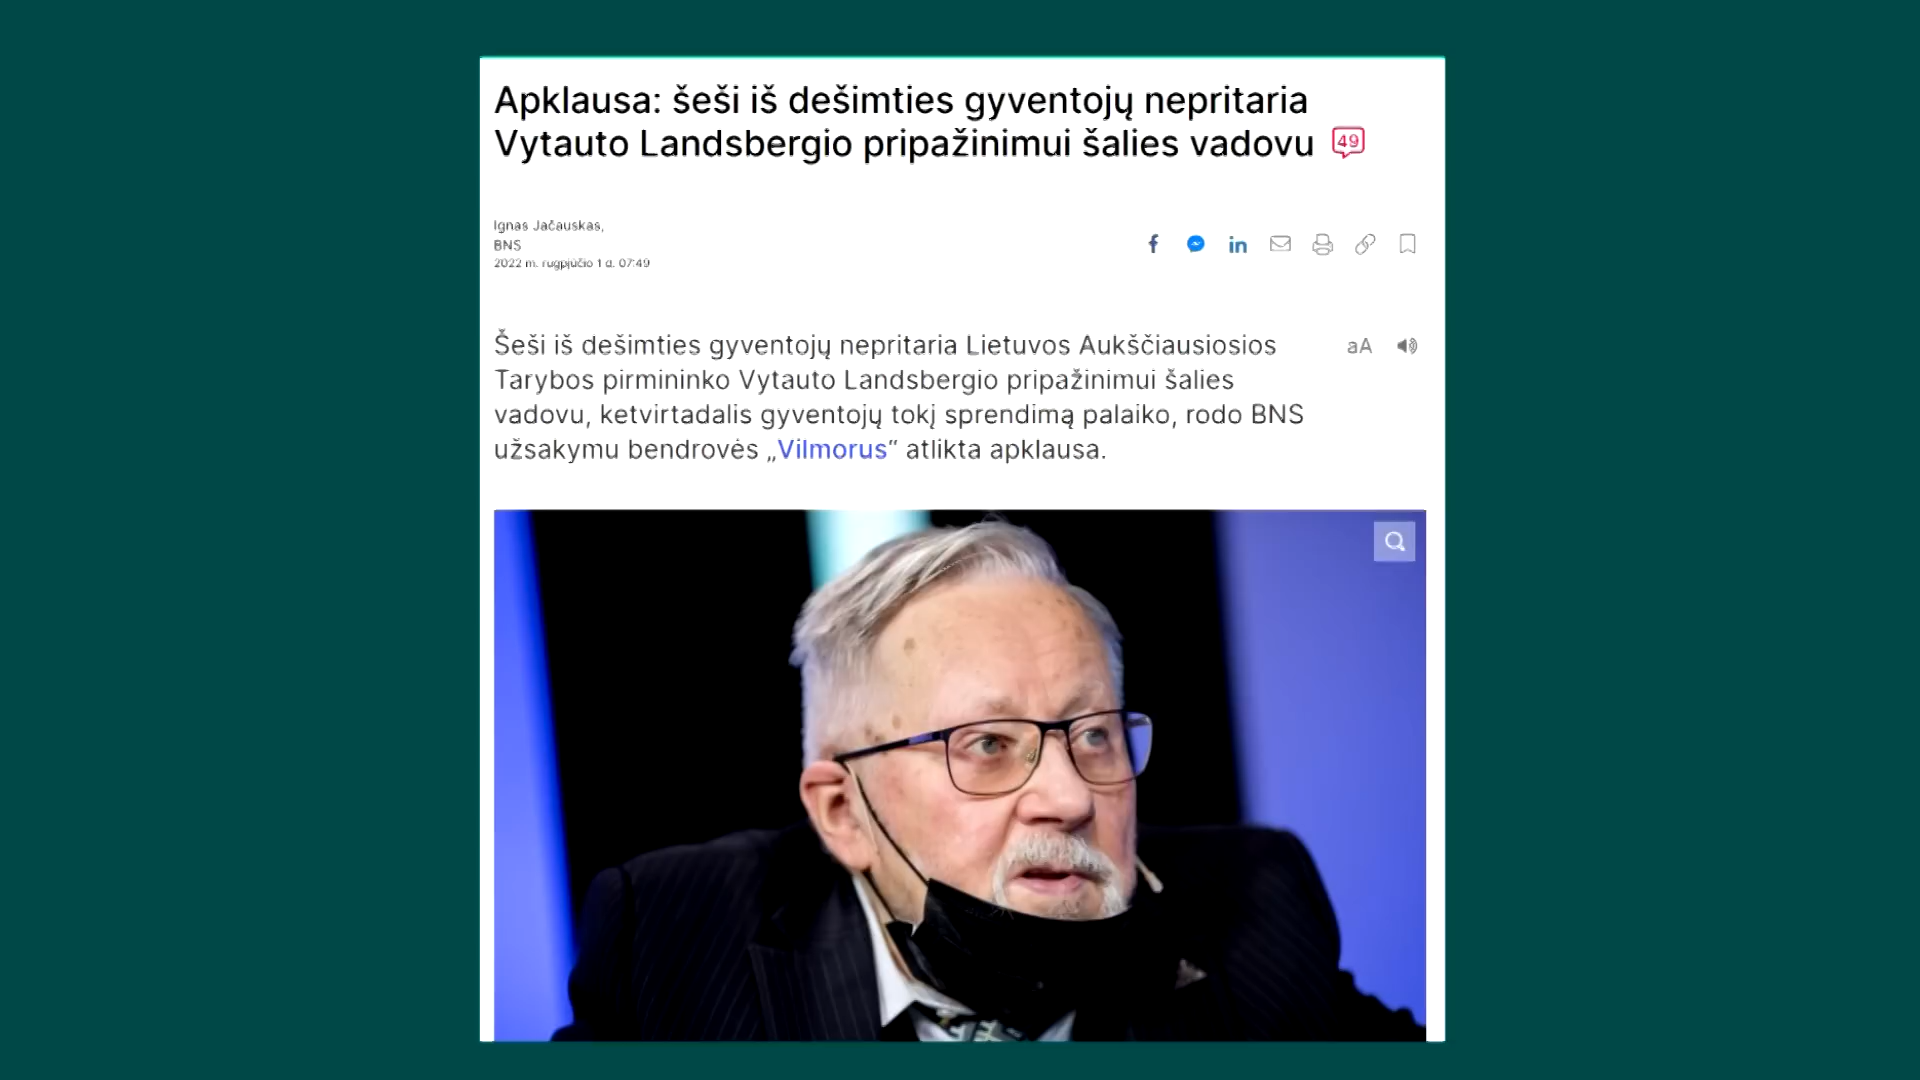 Apklausa: šeši iš dešimties gyventojų nepritaria
Vytauto Landsbergio pripažinimui šalies vadovu 49
Ignas Jačauskas,
BNS
2022 m. rugpjūčio 1 d. 07:49
Šeši iš dešimties gyventojų nepritaria Lietuvos Aukščiausiosios
Tarybos pirmininko Vytauto Landsbergio pripažinimui šalies
vadovu, ketvirtadalis gyventojų tokį sprendimą palaiko, rodo BNS
užsakymu bendrovės „Vilmorus“ atlikta apklausa.
aA